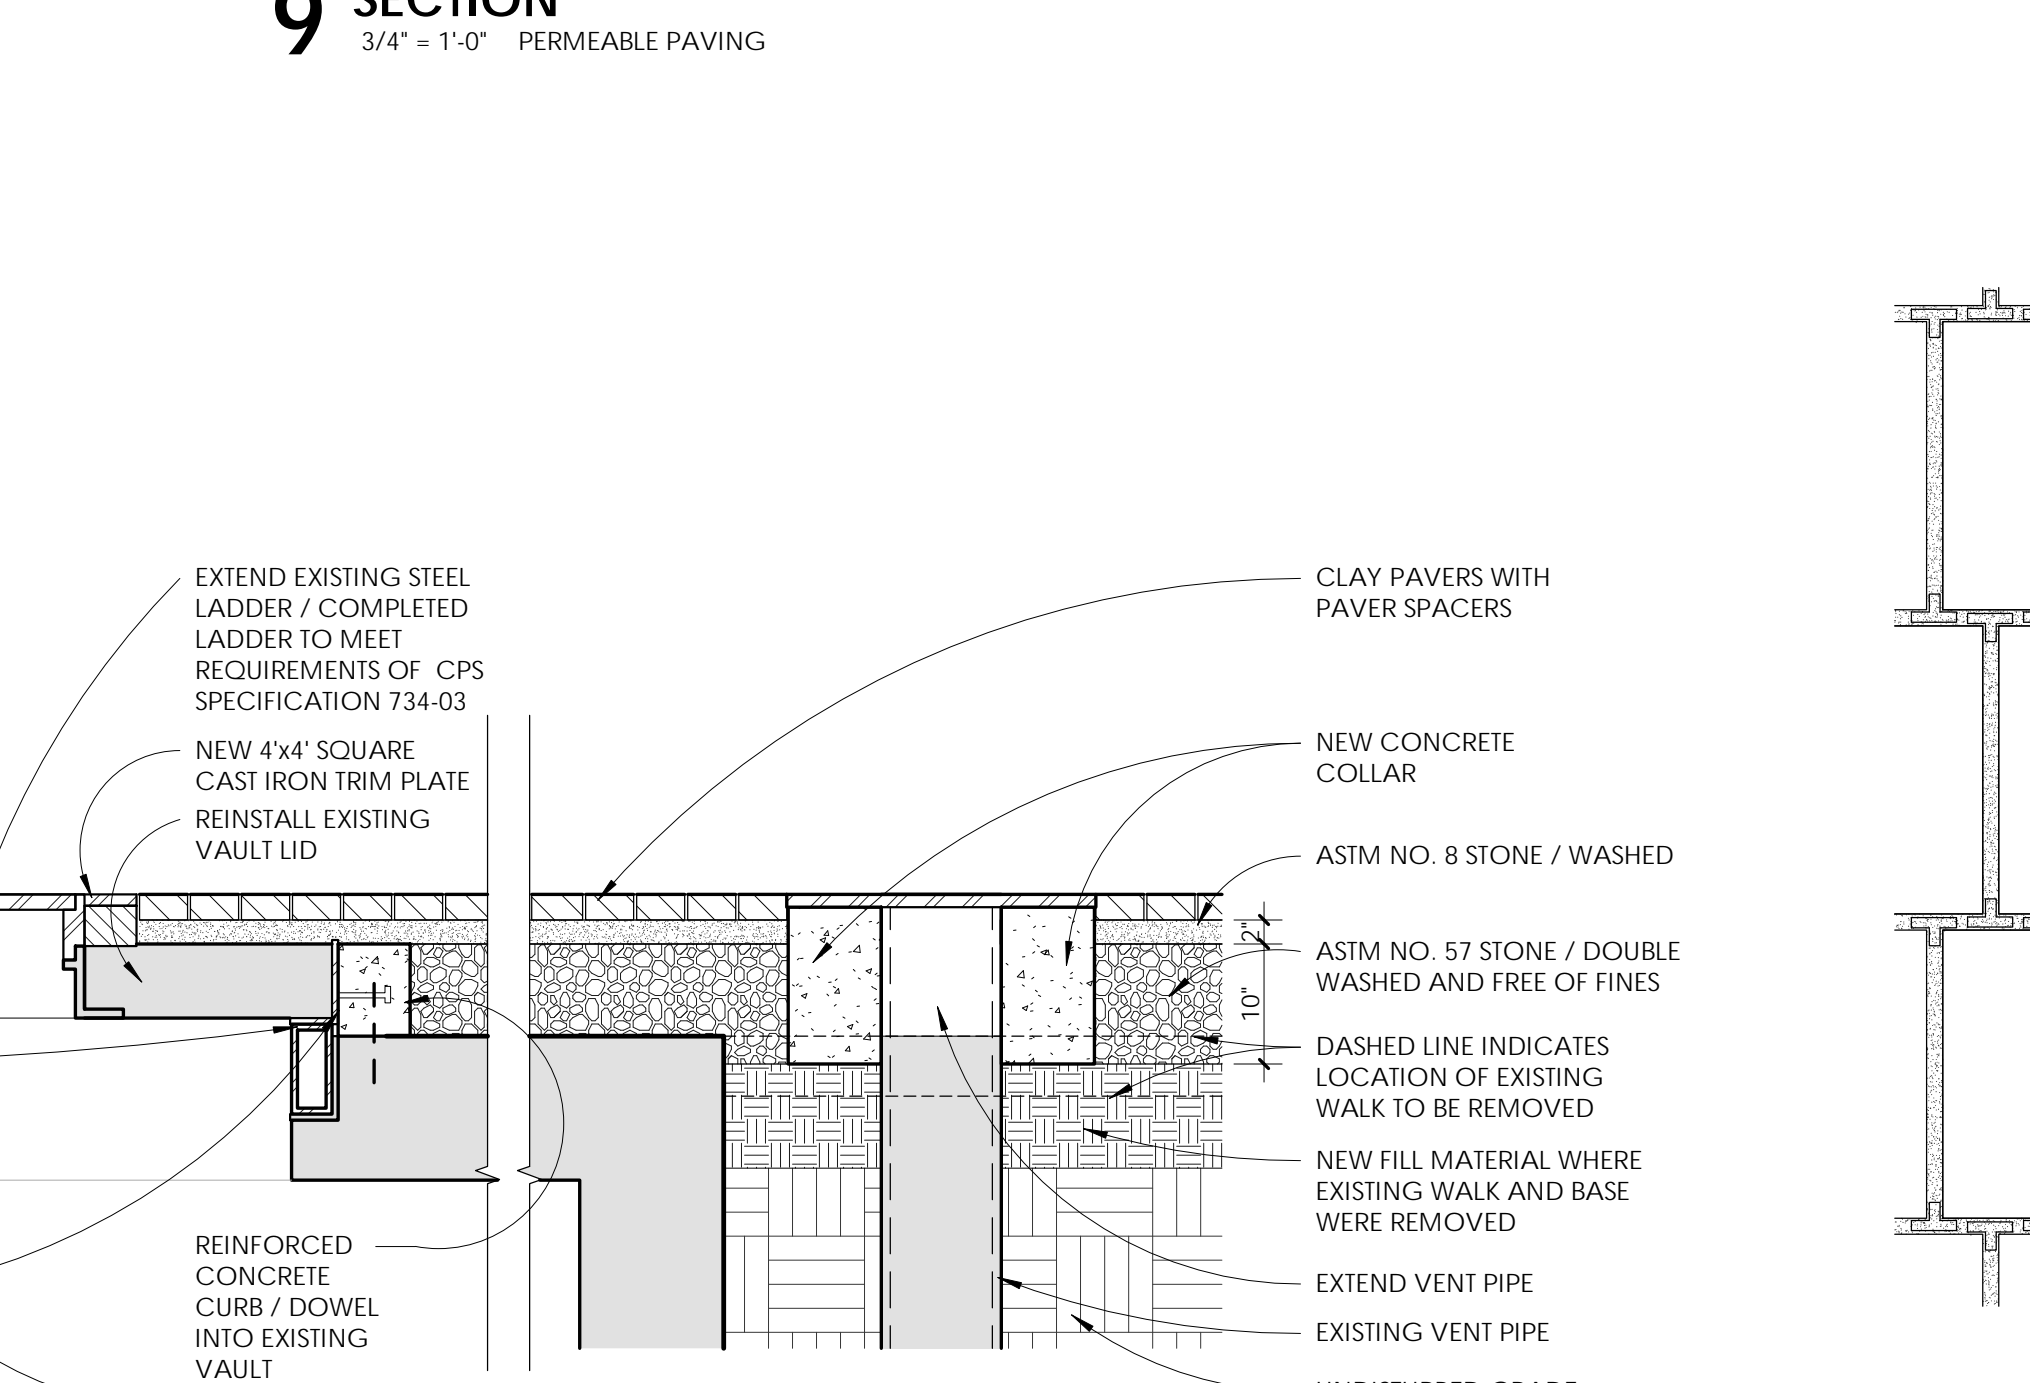 9 SECTION
3/4" = 1'-0" PERMEABLE PAVING
EXTEND EXISTING STEEL
LADDER / COMPLETED
LADDER TO MEET
REQUIREMENTS OF CPS
SPECIFICATION 734-03
NEW 4'x4' SQUARE
CAST IRON TRIM PLATE
REINSTALL EXISTING
VAULT LID
REINFORCED
CONCRETE
CURB / DOWEL
INTO EXISTING
VAULT
CLAY PAVERS WITH
PAVER SPACERS
NEW CONCRETE
COLLAR
ASTM NO. 8 STONE / WASHED
2"
ASTM NO. 57 STONE / DOUBLE
WASHED AND FREE OF FINES
10"
DASHED LINE INDICATES
LOCATION OF EXISTING
WALK TO BE REMOVED
NEW FILL MATERIAL WHERE
EXISTING WALK AND BASE
WERE REMOVED
EXTEND VENT PIPE
EXISTING VENT PIPE